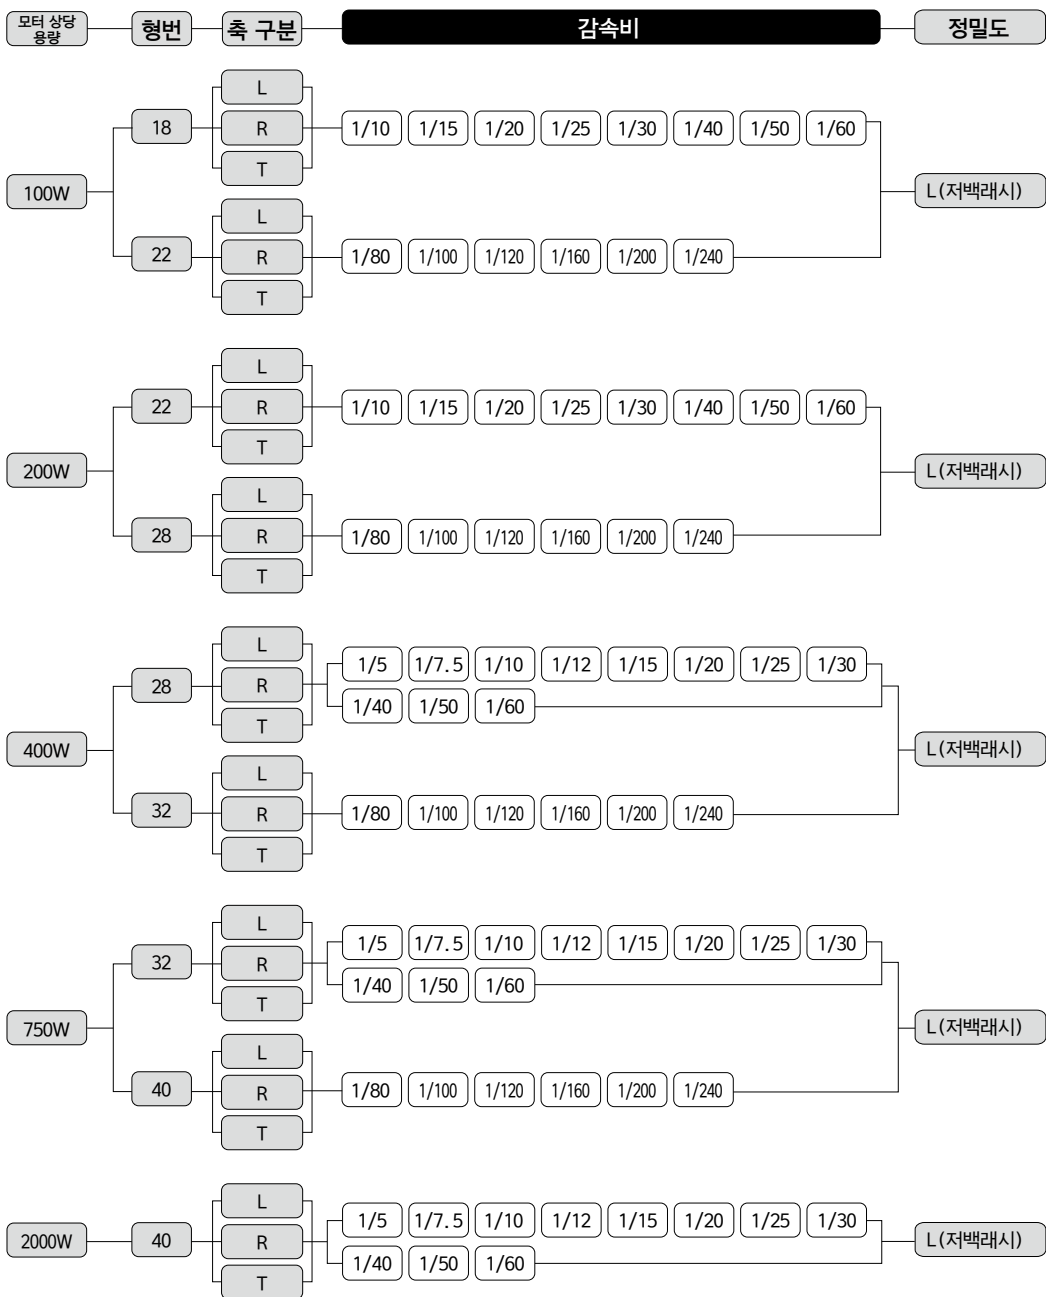 모터 상당 용량 형번 축 구분 감속비 정밀도
L
18 R 1/10 1/15 1/20 1/25 1/30 1/40 1/50 1/60
T
100W L(저백래시)
L
22 R 1/80 1/100 1/120 1/160 1/200 1/240
T
L
22 R 1/10 1/15 1/20 1/25 1/30 1/40 1/50 1/60
T
200W L(저백래시)
L
28 R 1/80 1/100 1/120 1/160 1/200 1/240
T
L
1/5 1/7.5 1/10 1/12 1/15 1/20 1/25 1/30
28 R
1/40 1/50 1/60
T
400W L(저백래시)
L
32 R 1/80 1/100 1/120 1/160 1/200 1/240
T
L
1/5 1/7.5 1/10 1/12 1/15 1/20 1/25 1/30
32 R
1/40 1/50 1/60
T
750W L(저백래시)
L
40 R 1/80 1/100 1/120 1/160 1/200 1/240
T
L
1/5 1/7.5 1/10 1/12 1/15 1/20 1/25 1/30
2000W 40 R L(저백래시)
1/40 1/50 1/60
T